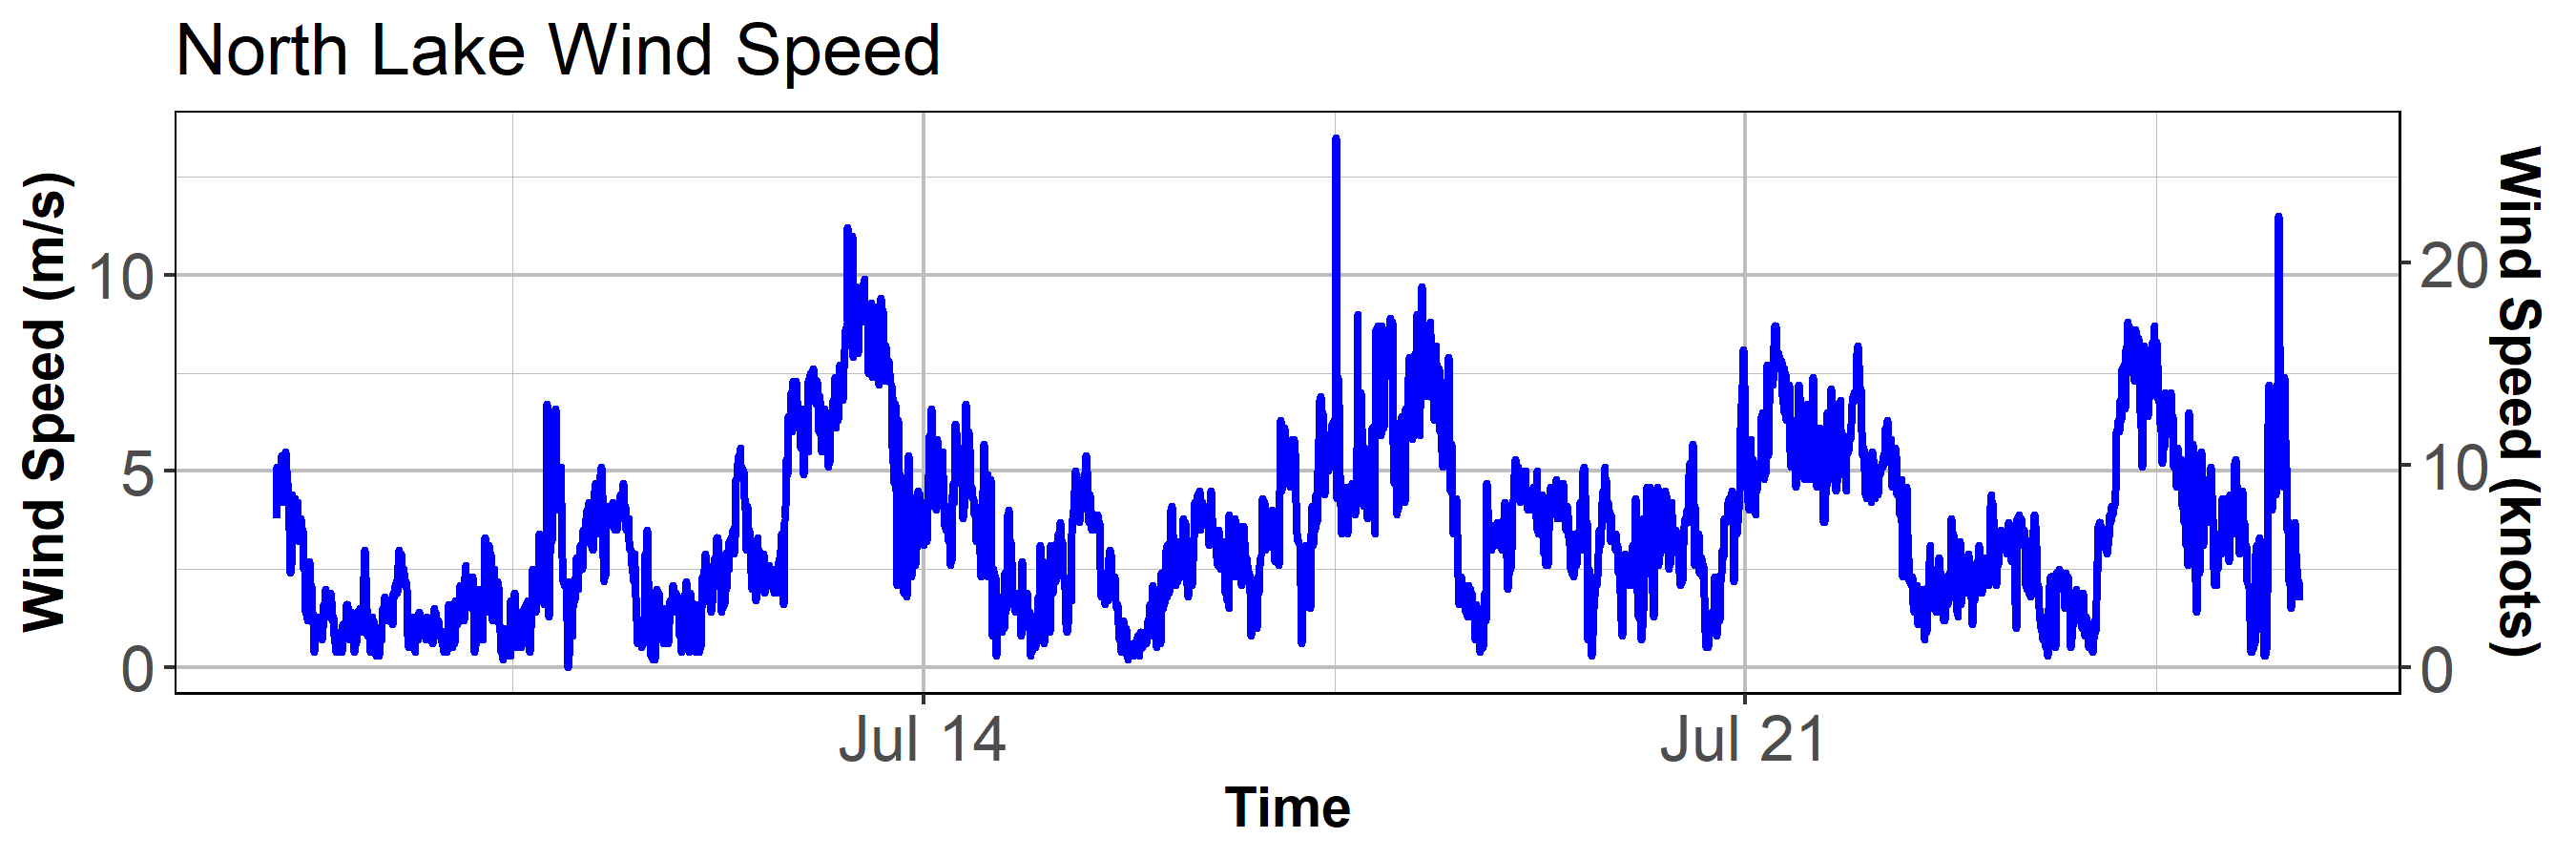 North Lake Wind Speed
Wind Speed (m/s)
10
5
0
20
10
0
Wind Speed (knots)
Jul 14
Jul 21
Time